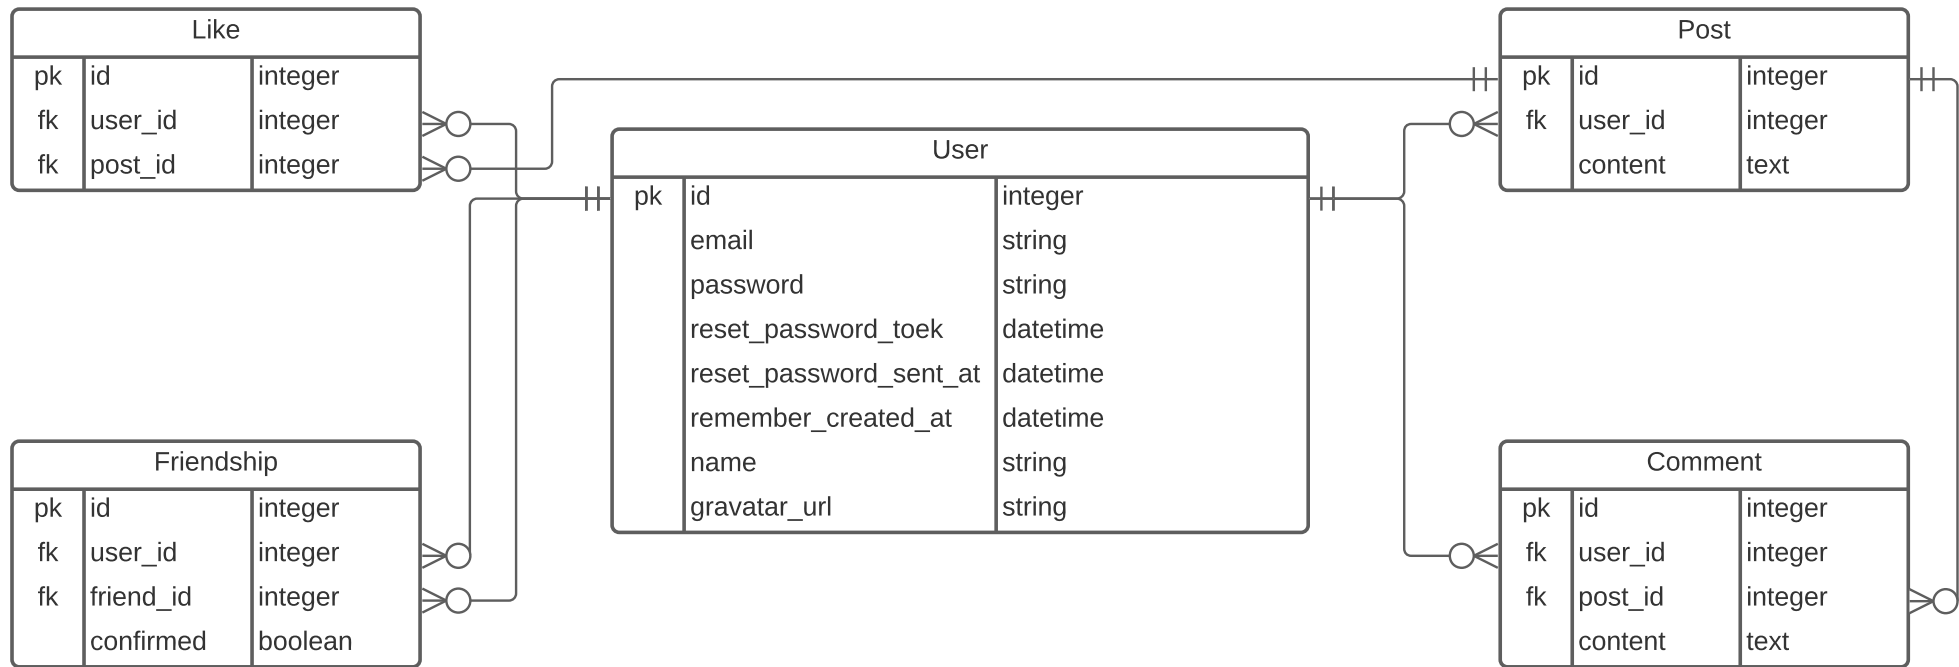 Like
pk id integer
fk user_id integer
fk post_id integer
User
pk id integer
email string
password string
reset_password_toek datetime
reset_password_sent_at datetime
remember_created_at datetime
name string
gravatar_url string
Post
pk id integer
fk user_id integer
content text
Friendship
pk id integer
fk user_id integer
fk friend_id integer
confirmed boolean
Comment
pk id integer
fk user_id integer
fk post_id integer
content text